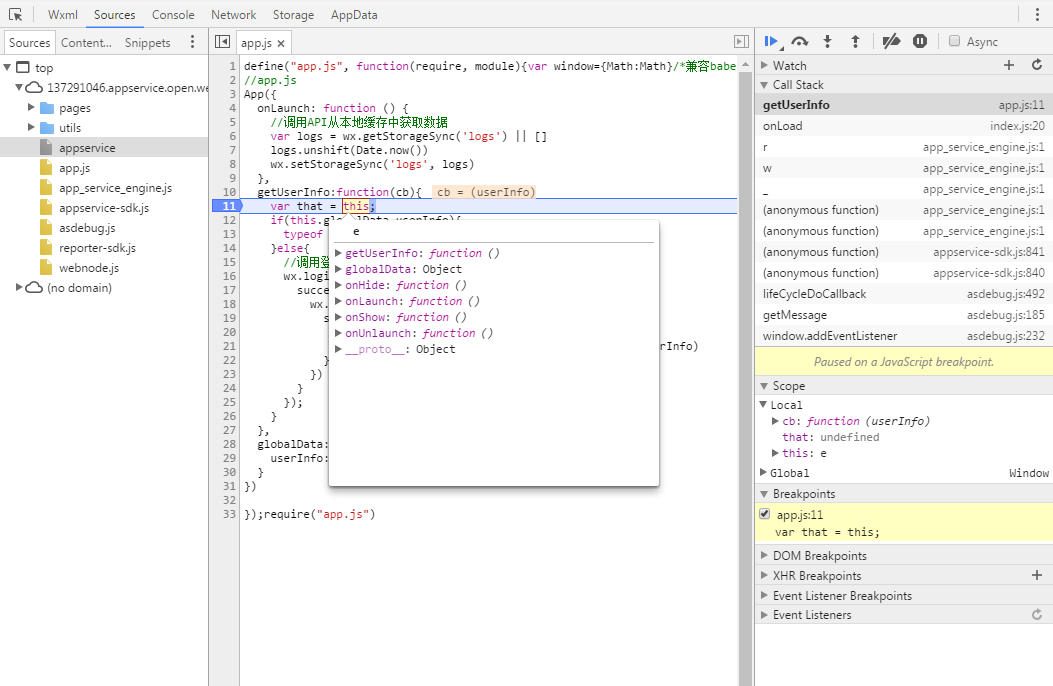 Wxml Sources Console Network Storage AppData
Sources Content... Snippets
top
137291046.appservice.open.we
pages
utils
appservice
app.js
app_service_engine.js
appservice-sdk.js
asdebug.js
reporter-sdk.js
webnode.js
(no domain)
app.js ×
1 define("app.js", function(require, module){var window={Math:Math}/*兼容babe
2 //app.js
3 App({
4 onLaunch: function () {
5 //调用API从本地缓存中获取数据
6 var logs = wx.getStorageSync('logs') || []
7 logs.unshift(Date.now())
8 wx.setStorageSync('logs', logs)
9 },
10 getUserInfo:function(cb){ cb = (userInfo)
11 var that = this;
12 if(this.globalData.userInfo){
13 typeof
14 }else{
15 //调用登
16 wx.logi
17 succe
18 wx.
19 s
20
21 rInfo)
22 }
23 })
24 }
25 });
26 }
27 },
28 globalData:
29 userInfo:
30 }
31 })
32
33 });require("app.js")
e
getUserInfo: function ()
globalData: Object
onHide: function ()
onLaunch: function ()
onShow: function ()
onUnlaunch: function ()
__proto__: Object
Async
Watch
Call Stack
getUserInfo app.js:11
onLoad index.js:20
r app_service_engine.js:1
w app_service_engine.js:1
_ app_service_engine.js:1
(anonymous function) app_service_engine.js:1
(anonymous function) app_service_engine.js:1
(anonymous function) appservice-sdk.js:841
(anonymous function) appservice-sdk.js:840
lifeCycleDoCallback asdebug.js:492
getMessage asdebug.js:185
window.addEventListener asdebug.js:232
Paused on a JavaScript breakpoint.
Scope
Local
cb: function (userInfo)
that: undefined
this: e
Global Window
Breakpoints
app.js:11
var that = this;
DOM Breakpoints
XHR Breakpoints
Event Listener Breakpoints
Event Listeners